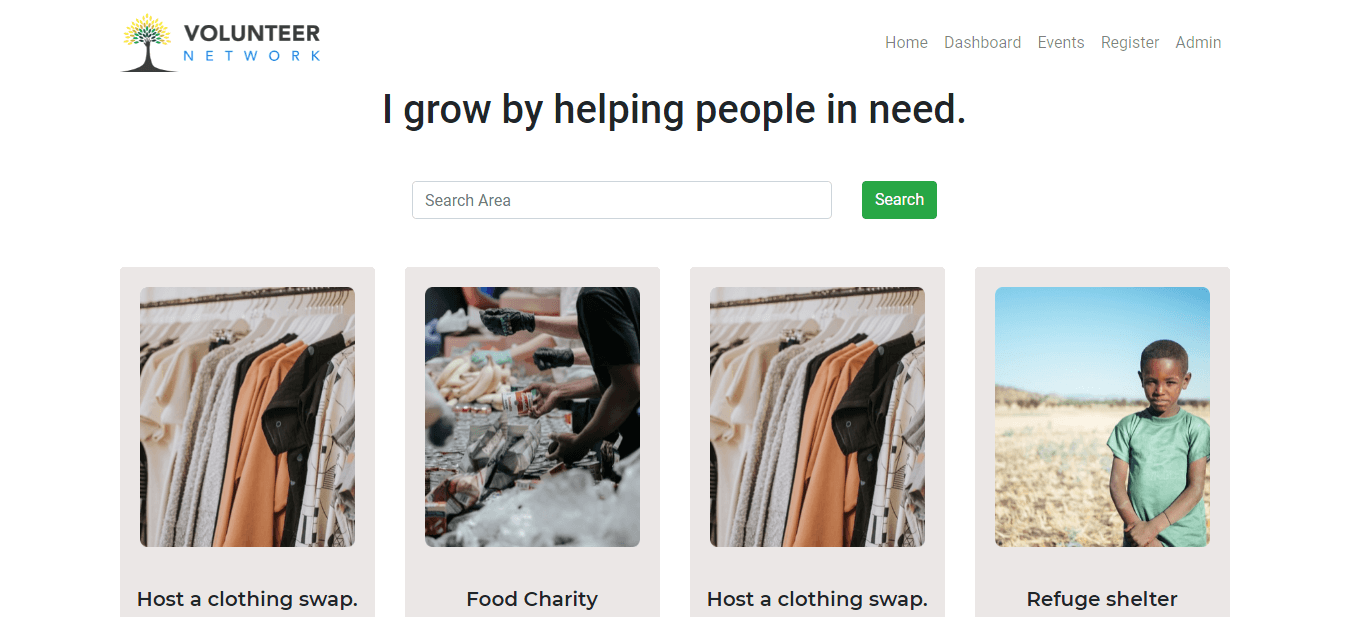 VOLUNTEER
NETWORK
Home Dashboard Events Register Admin
I grow by helping people in need.
Search Area
Search
Host a clothing swap.
Food Charity
Host a clothing swap.
Refuge shelter